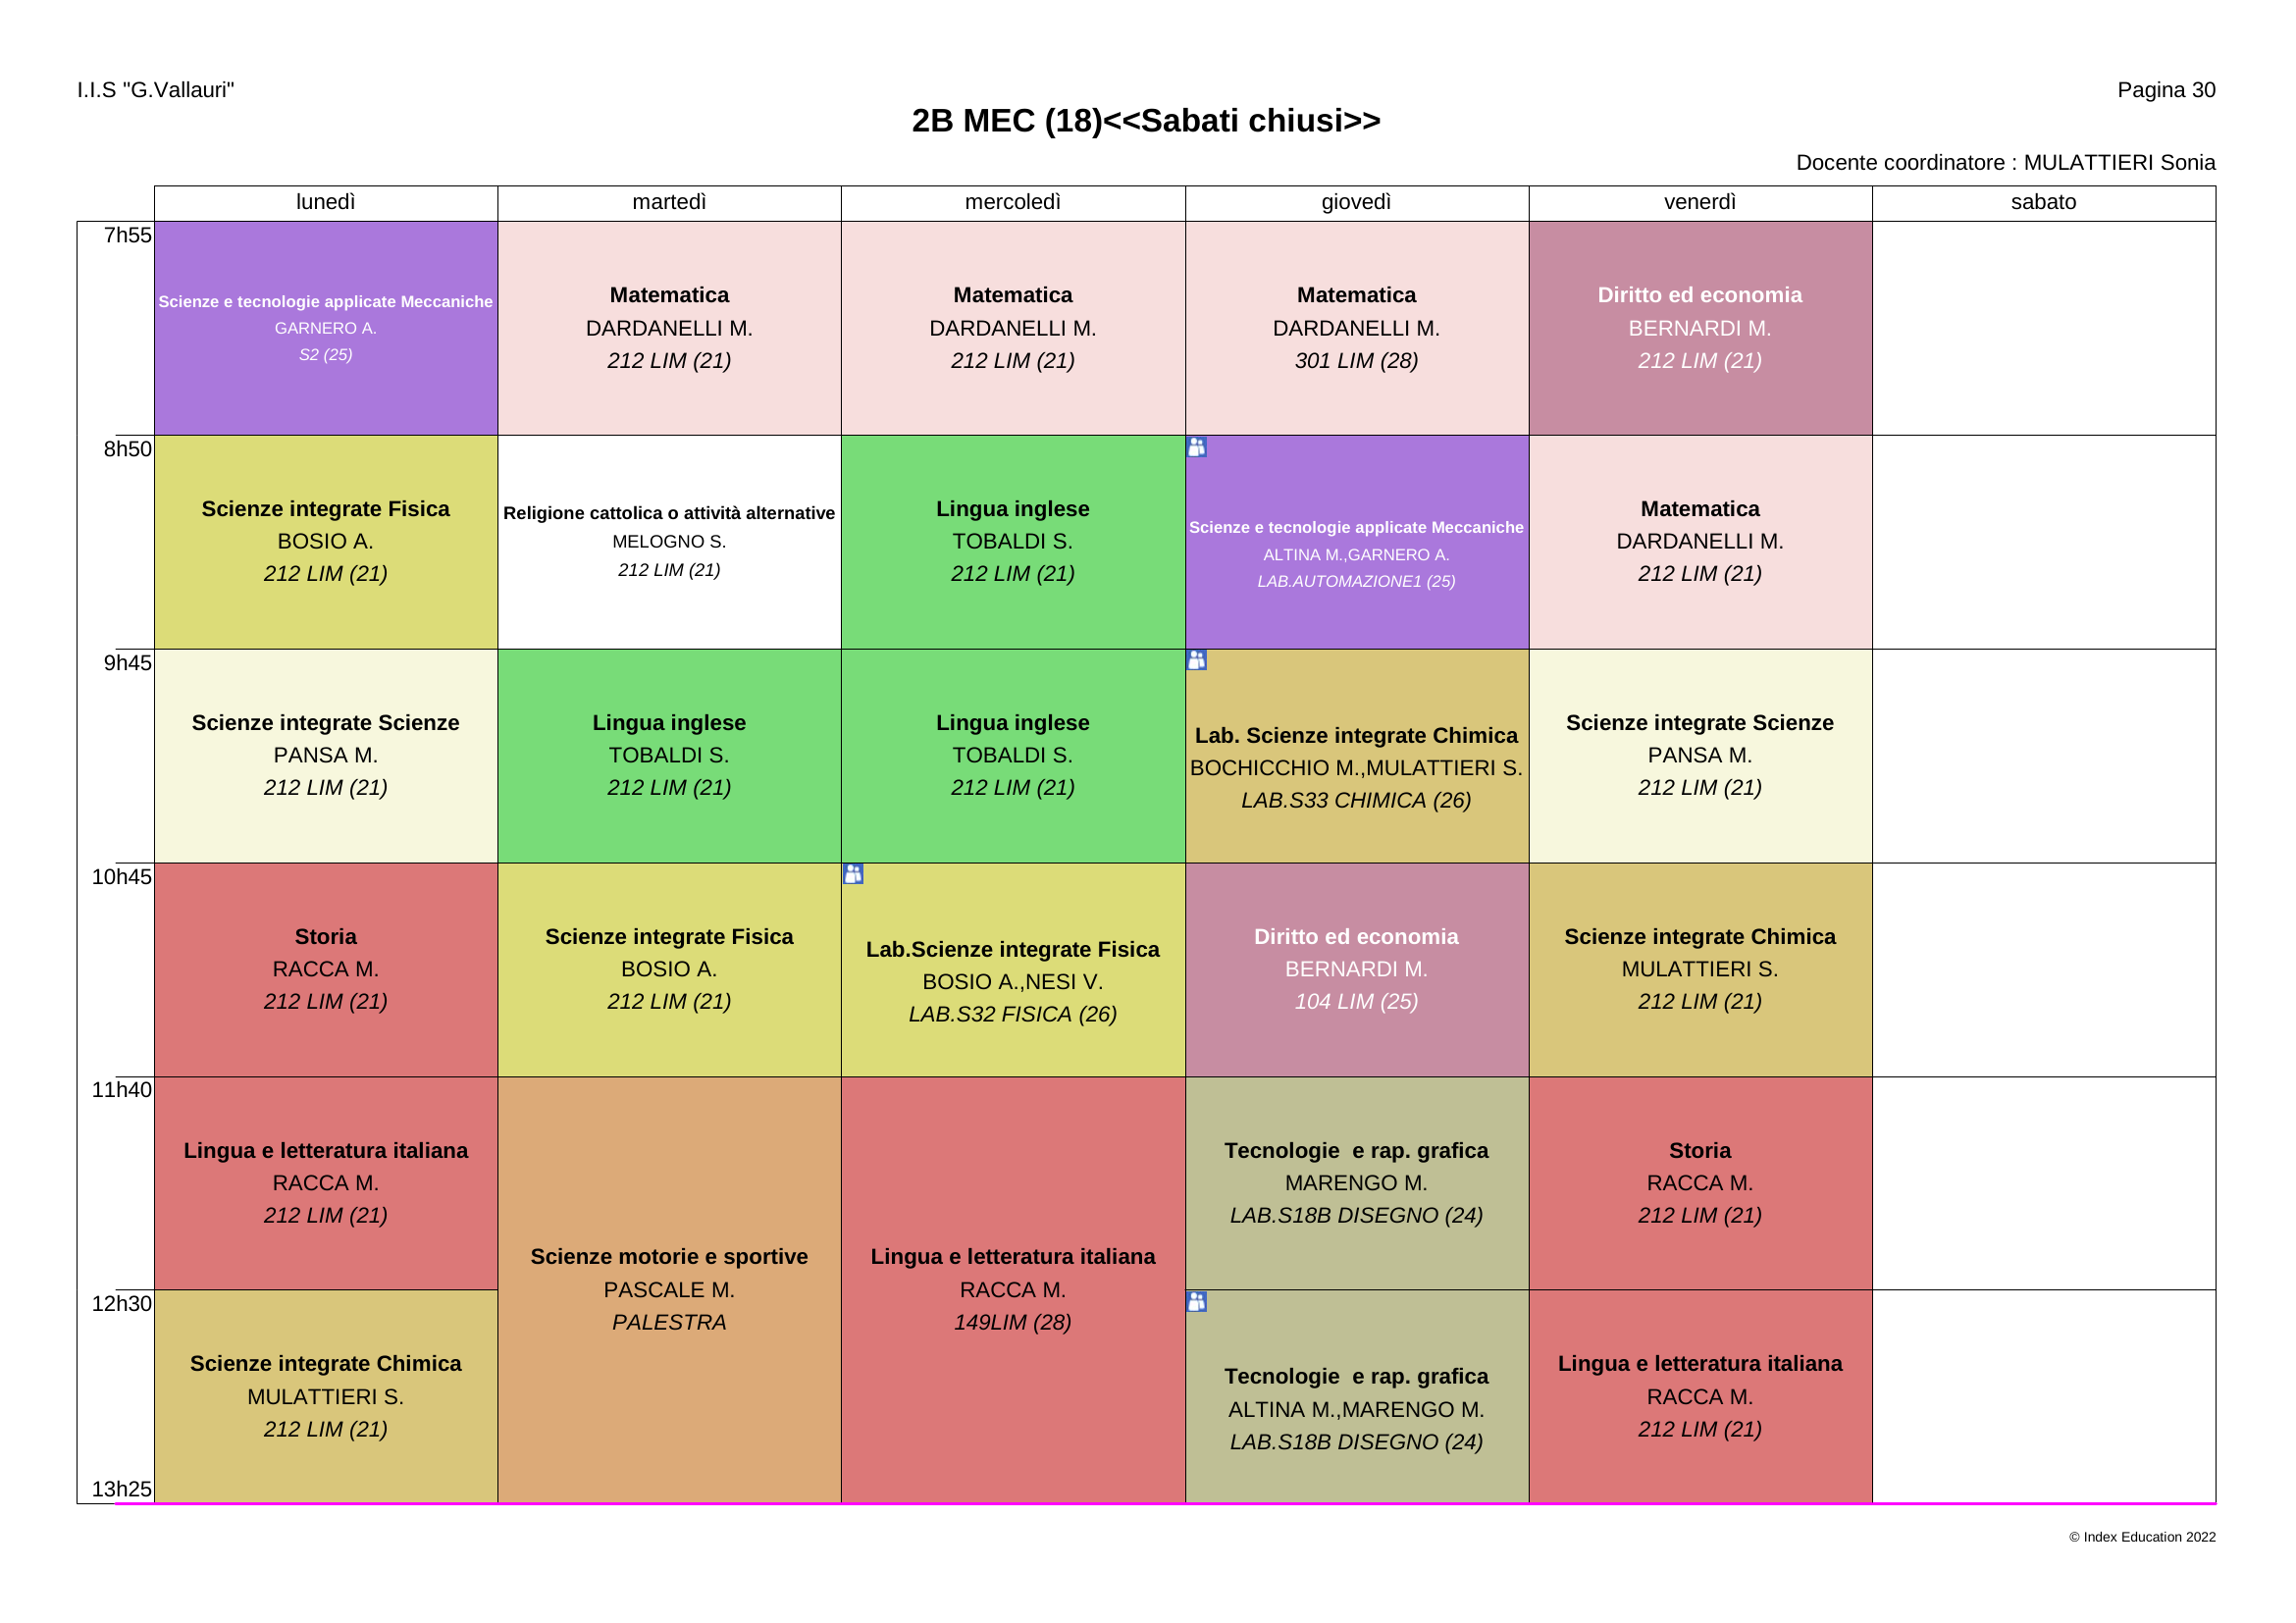 I.I.S "G.Vallauri"
Pagina 30
2B MEC (18)<<Sabati chiusi>>
Docente coordinatore : MULATTIERI Sonia
lunedì
martedì
mercoledì
giovedì
venerdì
sabato
7h55
Scienze e tecnologie applicate Meccaniche
GARNERO A.
S2 (25)
Matematica
DARDANELLI M.
212 LIM (21)
Matematica
DARDANELLI M.
212 LIM (21)
Matematica
DARDANELLI M.
301 LIM (28)
Diritto ed economia
BERNARDI M.
212 LIM (21)
8h50
Scienze integrate Fisica
BOSIO A.
212 LIM (21)
Religione cattolica o attività alternative
MELOGNO S.
212 LIM (21)
Lingua inglese
TOBALDI S.
212 LIM (21)
Scienze e tecnologie applicate Meccaniche
ALTINA M.,GARNERO A.
LAB.AUTOMAZIONE1 (25)
Matematica
DARDANELLI M.
212 LIM (21)
9h45
Scienze integrate Scienze
PANSA M.
212 LIM (21)
Lingua inglese
TOBALDI S.
212 LIM (21)
Lingua inglese
TOBALDI S.
212 LIM (21)
Lab. Scienze integrate Chimica
BOCHICCHIO M.,MULATTIERI S.
LAB.S33 CHIMICA (26)
Scienze integrate Scienze
PANSA M.
212 LIM (21)
10h45
Storia
RACCA M.
212 LIM (21)
Scienze integrate Fisica
BOSIO A.
212 LIM (21)
Lab.Scienze integrate Fisica
BOSIO A.,NESI V.
LAB.S32 FISICA (26)
Diritto ed economia
BERNARDI M.
104 LIM (25)
Scienze integrate Chimica
MULATTIERI S.
212 LIM (21)
11h40
Lingua e letteratura italiana
RACCA M.
212 LIM (21)
Scienze motorie e sportive
PASCALE M.
PALESTRA
Lingua e letteratura italiana
RACCA M.
149LIM (28)
Tecnologie  e rap. grafica
MARENGO M.
LAB.S18B DISEGNO (24)
Storia
RACCA M.
212 LIM (21)
12h30
Scienze integrate Chimica
MULATTIERI S.
212 LIM (21)
Tecnologie  e rap. grafica
ALTINA M.,MARENGO M.
LAB.S18B DISEGNO (24)
Lingua e letteratura italiana
RACCA M.
212 LIM (21)
13h25
© Index Education 2022